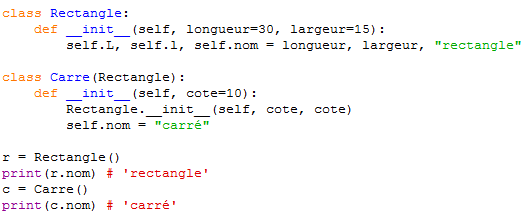 class Rectangle:
    def __init__(self, longueur=30, largeur=15):
        self.L, self.l, self.nom = longueur, largeur, "rectangle"

class Carre(Rectangle):
    def __init__(self, cote=10):
        Rectangle.__init__(self, cote, cote)
        self.nom = "carré"

r = Rectangle()
print(r.nom) # 'rectangle'
c = Carre()
print(c.nom) # 'carré'